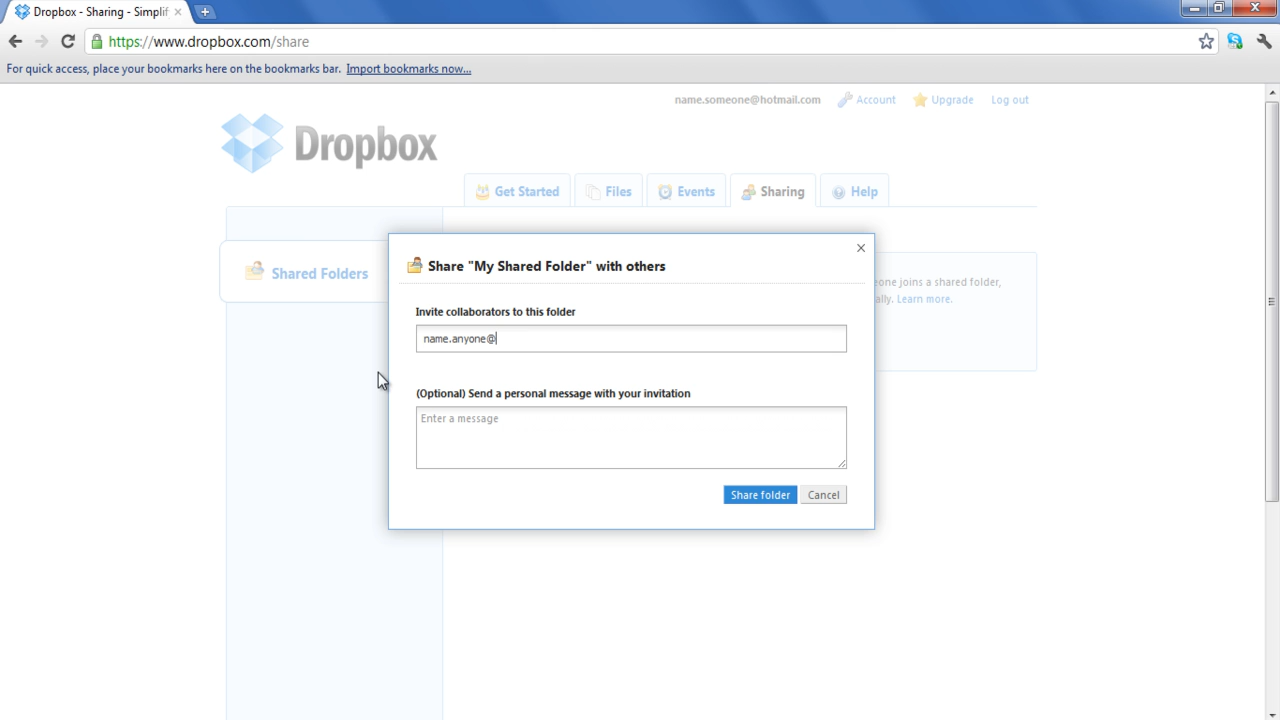 Dropbox - Sharing - Simplif
https://www.dropbox.com/share
For quick access, place your bookmarks here on the bookmarks bar. Import bookmarks now...
name.someone@hotmail.com Account Upgrade Log out
Dropbox
Get Started Files Events Sharing Help
Shared Folders
Share "My Shared Folder" with others
eone joins a shared folder,
ally. Learn more.
Invite collaborators to this folder
name.anyone@
(Optional) Send a personal message with your invitation
Enter a message
Share folder Cancel